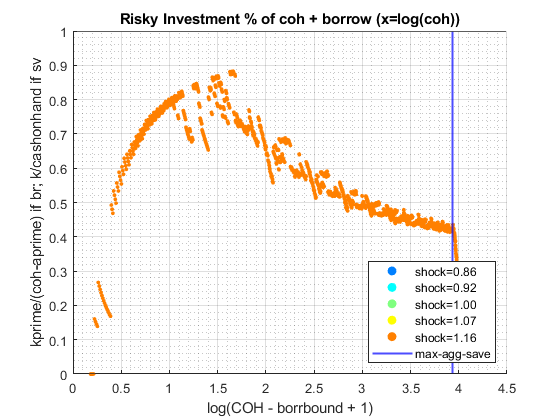 Risky Investment % of coh + borrow (x=log(coh))
kprime/(coh-aprime) if br; k/cashonhand if sv
1
0.9
0.8
0.7
0.6
0.5
0.4
0.3
0.2
0.1
0
shock=0.86
shock=0.92
shock=1.00
shock=1.07
shock=1.16
max-agg-save
0 0.5 1 1.5 2 2.5 3 3.5 4 4.5
log(COH - borrbound + 1)